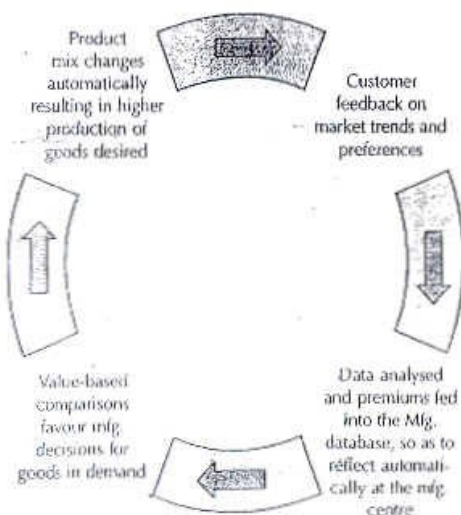 Product
mix changes
automatically
resulting in higher
production of
goods desired
Customer
feedback on
market trends and
preferences
Data analysed
and premiums fed
into the Mfg.
database, so as to
reflect automati-
cally at the mfg
centre
Value-based
comparisons
favour mfg
decisions for
goods in demand